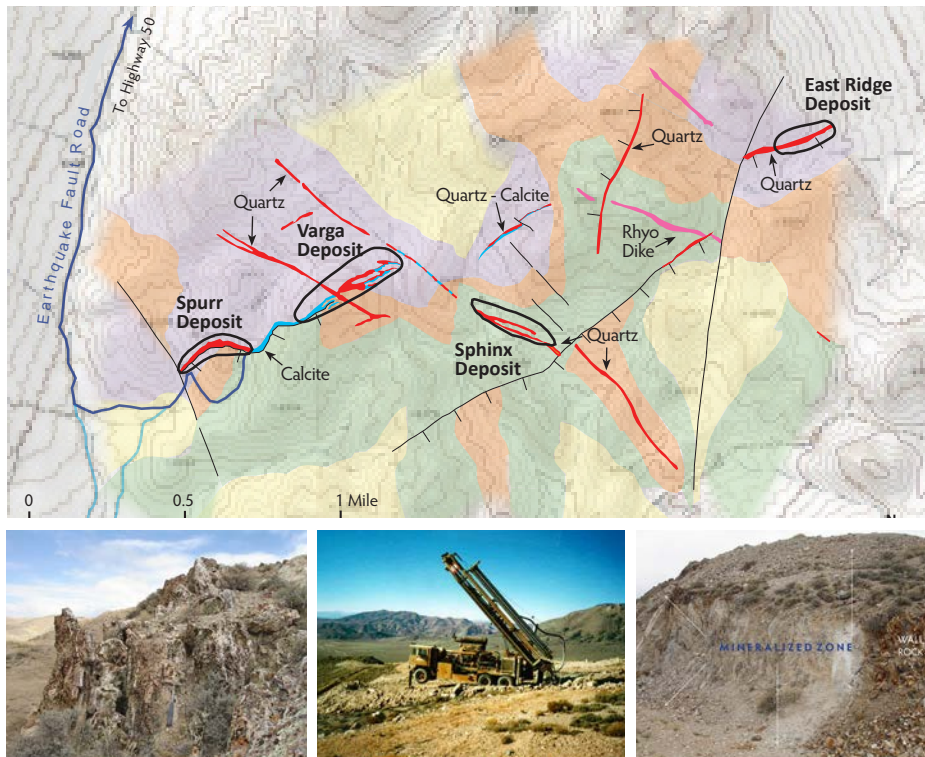 To Highway 50
Earthquake Fault Road
East Ridge
Deposit
Quartz
Quartz
Quartz - Calcite
Quartz
Varga
Deposit
Rhyo
Dike
Spurr
Deposit
Quartz
Sphinx
Deposit
Calcite
0
0.5
1 Mile
MINERALIZED ZONE
WALL
ROCK